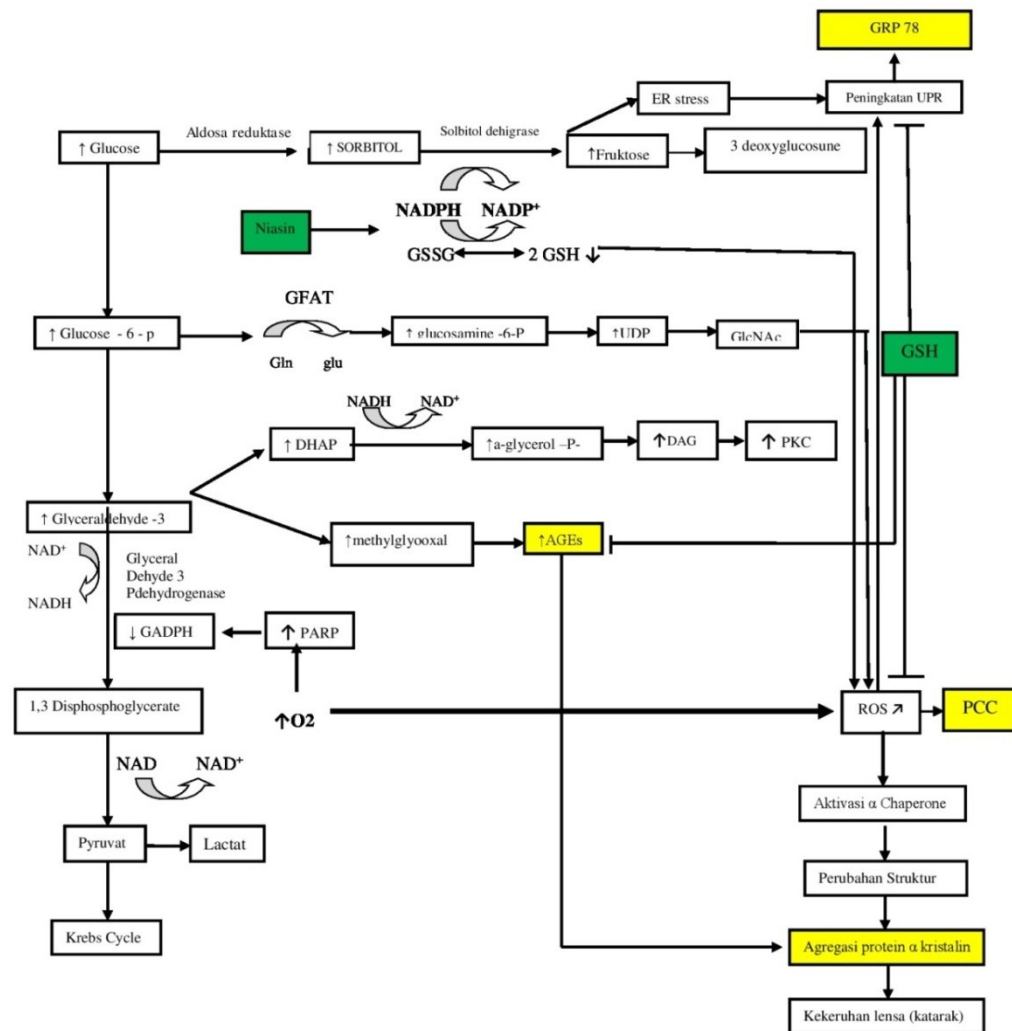 GRP 78
ER stress
Peningkatan UPR
↑ Glucose
Aldosa reduktase
↑ SORBITOL
Solbitol dehigrase
↑Fruktose
3 deoxyglucosune
Niasin
NADPH NADP⁺
GSSG 2 GSH ↓
↑ Glucose - 6 - p
GFAT
Gln glu
↑ glucosamine -6-P
↑UDP
GlcNAc
GSH
↑ DHAP
NADH NAD⁺
↑a-glycerol –P-
↑DAG
↑ PKC
↑ Glyceraldehyde -3
↑methylglyooxal
↑AGEs
NAD⁺
NADH
Glyceral
Dehyde 3
Pdehydrogenase
↓ GADPH
↑ PARP
1,3 Disphosphoglycerate
↑O2
ROS ↗
PCC
NAD NAD⁺
Aktivasi α Chaperone
Pyruvat
Lactat
Perubahan Struktur
Krebs Cycle
Agregasi protein α kristalin
Kekeruhan lensa (katarak)